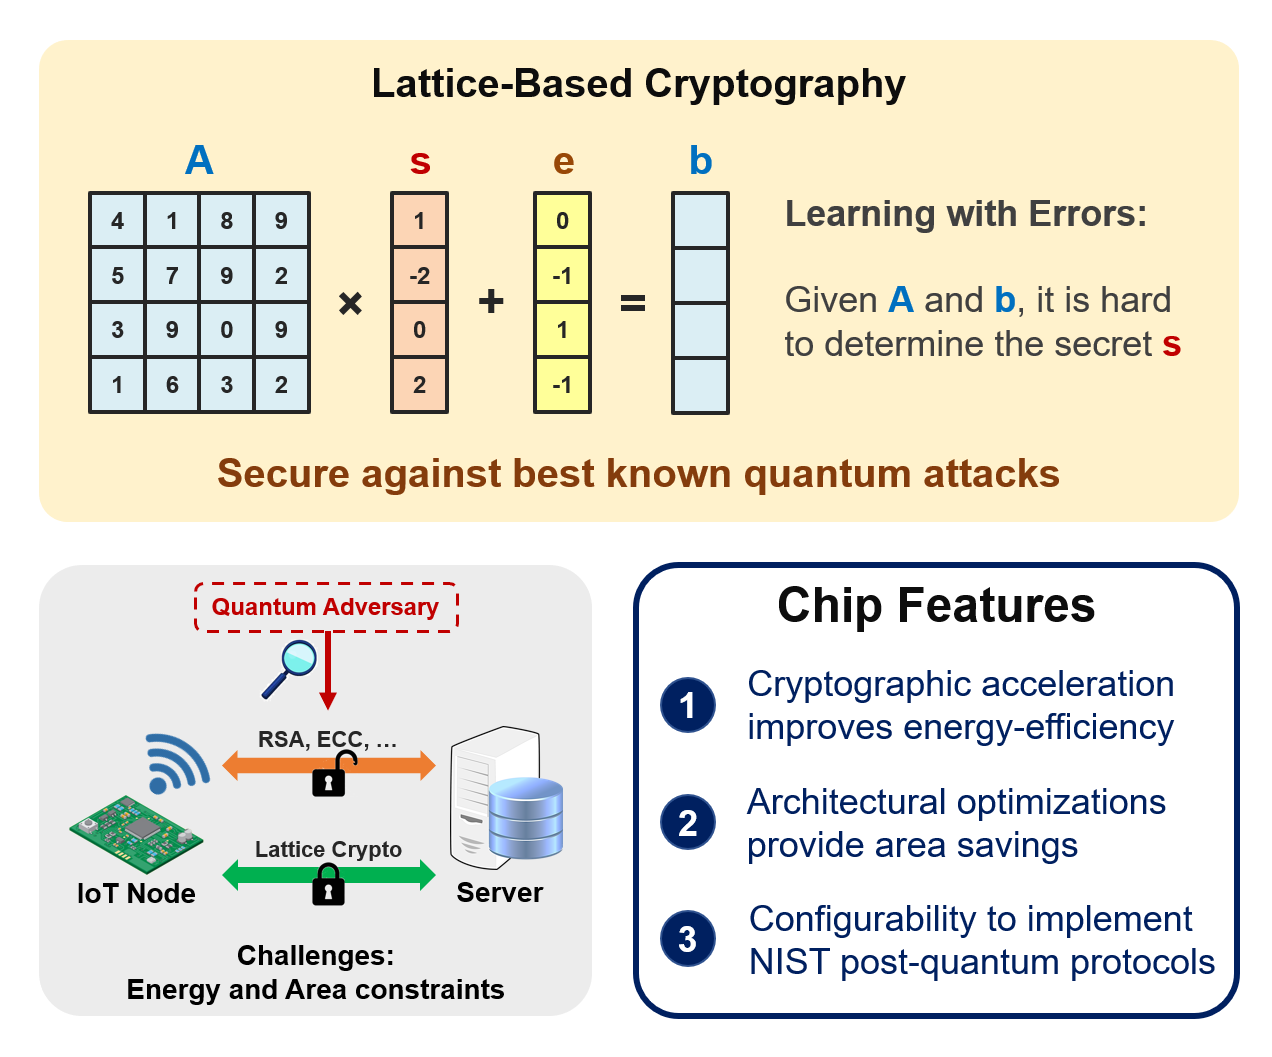 Lattice-Based Cryptography
A s e b
4 1 8 9 1 0
5 7 9 2 -2 -1
× + =
3 9 0 9 0 1
1 6 3 2 2 -1
Learning with Errors:
Given A and b, it is hard
to determine the secret s
Secure against best known quantum attacks
Quantum Adversary
RSA, ECC, ...
Lattice Crypto
IoT Node
Server
Challenges:
Energy and Area constraints
Chip Features
1 Cryptographic acceleration
improves energy-efficiency
2 Architectural optimizations
provide area savings
3 Configurability to implement
NIST post-quantum protocols